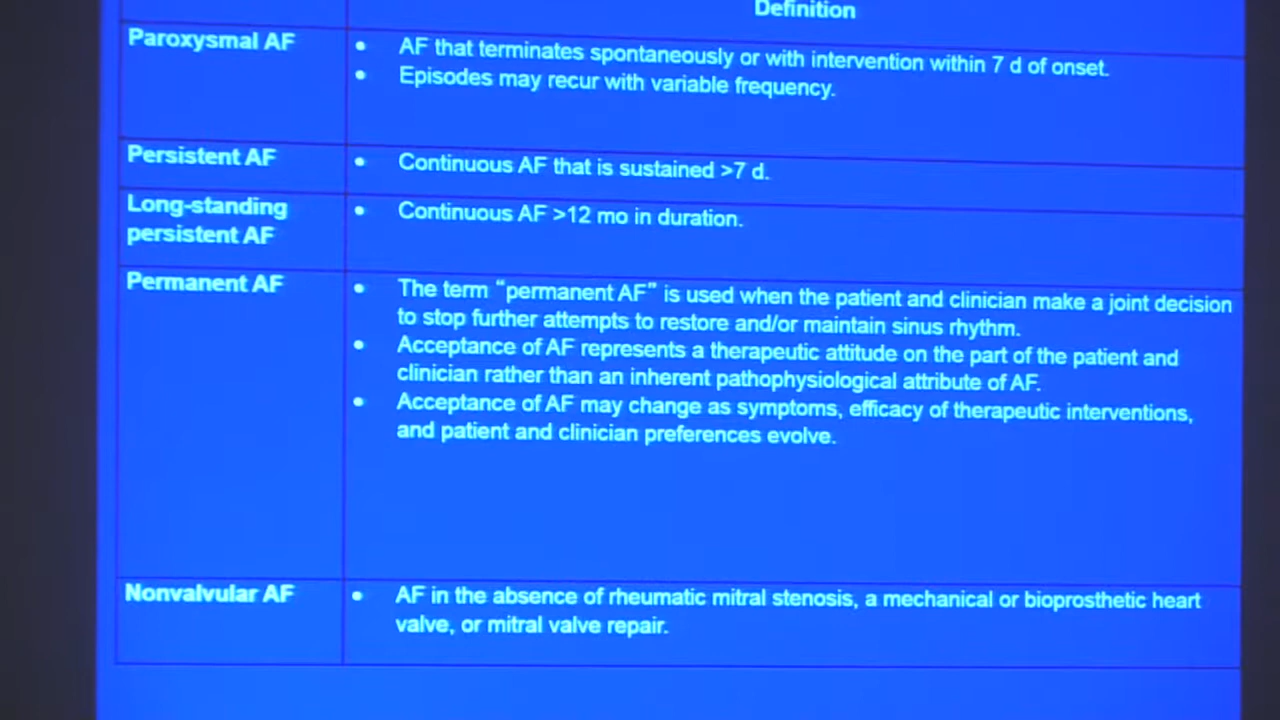 Definition
Paroxysmal AF
• AF that terminates spontaneously or with intervention within 7 d of onset.
• Episodes may recur with variable frequency.
Persistent AF
• Continuous AF that is sustained >7 d.
Long-standing
persistent AF
• Continuous AF >12 mo in duration.
Permanent AF
• The term “permanent AF” is used when the patient and clinician make a joint decision
to stop further attempts to restore and/or maintain sinus rhythm.
• Acceptance of AF represents a therapeutic attitude on the part of the patient and
clinician rather than an inherent pathophysiological attribute of AF.
• Acceptance of AF may change as symptoms, efficacy of therapeutic interventions,
and patient and clinician preferences evolve.
Nonvalvular AF
• AF in the absence of rheumatic mitral stenosis, a mechanical or bioprosthetic heart
valve, or mitral valve repair.